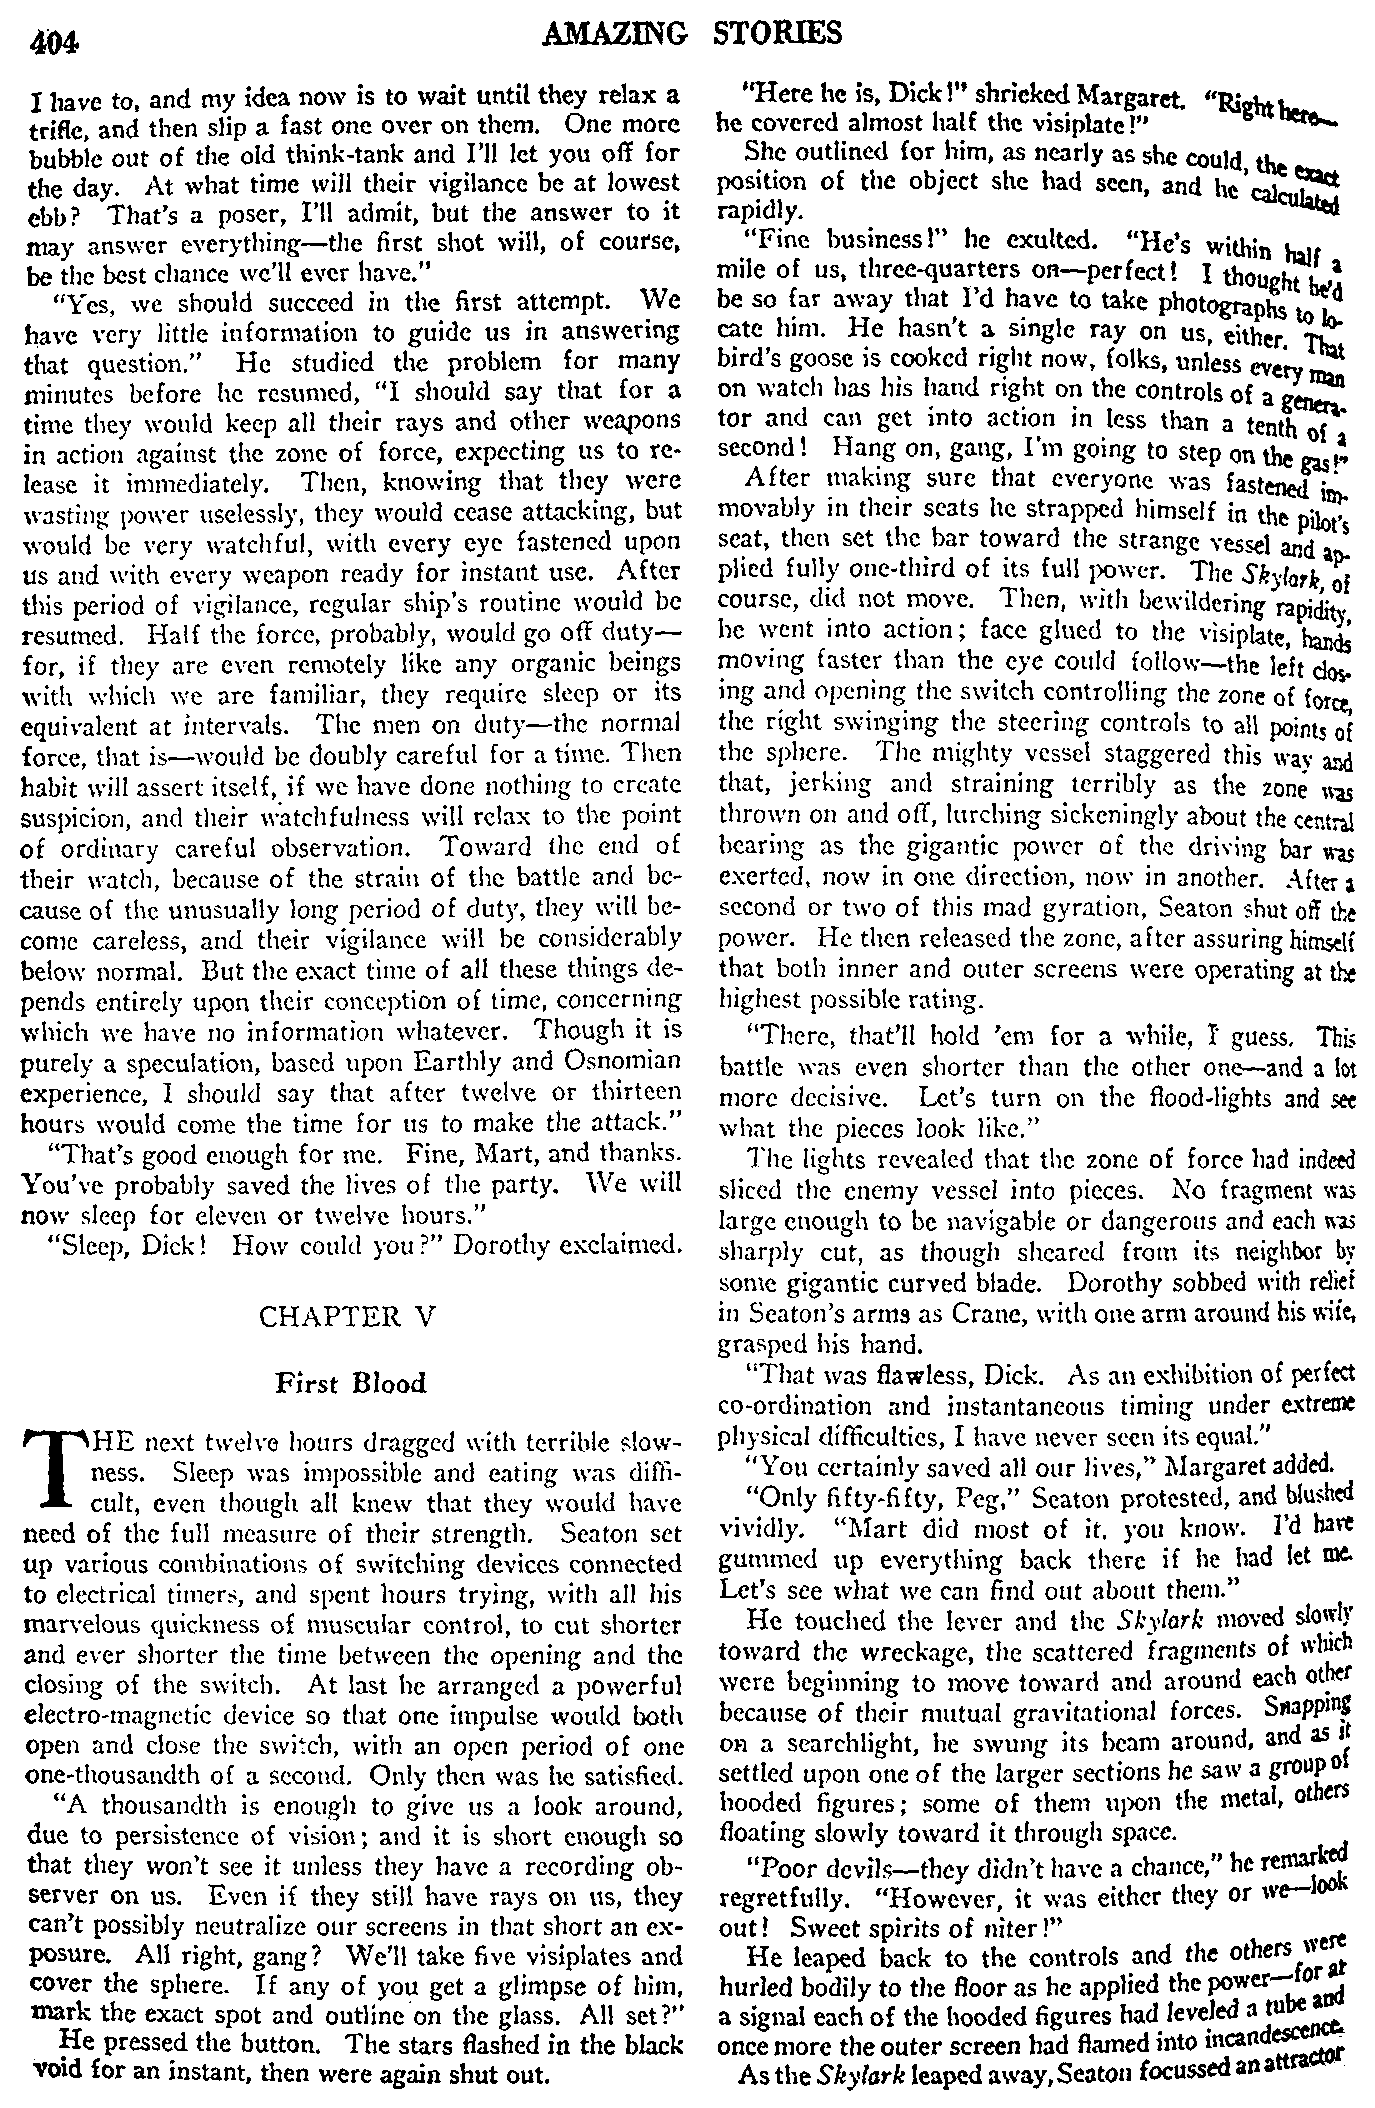 404
AMAZING STORIES
I have to, and my idea now is to wait until they relax a
trifle, and then slip a fast one over on them. One more
bubble out of the old think-tank and I'll let you off for
the day. At what time will their vigilance be at lowest
ebb? That's a poser, I'll admit, but the answer to it
may answer everything—the first shot will, of course,
be the best chance we'll ever have."
"Yes, we should succeed in the first attempt. We
have very little information to guide us in answering
that question." He studied the problem for many
minutes before he resumed, "I should say that for a
time they would keep all their rays and other weapons
in action against the zone of force, expecting us to re-
lease it immediately. Then, knowing that they were
wasting power uselessly, they would cease attacking, but
would be very watchful, with every eye fastened upon
us and with every weapon ready for instant use. After
this period of vigilance, regular ship's routine would be
resumed. Half the force, probably, would go off duty—
for, if they are even remotely like any organic beings
with which we are familiar, they require sleep or its
equivalent at intervals. The men on duty—the normal
force, that is—would be doubly careful for a time. Then
habit will assert itself, if we have done nothing to create
suspicion, and their watchfulness will relax to the point
of ordinary careful observation. Toward the end of
their watch, because of the strain of the battle and be-
cause of the unusually long period of duty, they will be-
come careless, and their vigilance will be considerably
below normal. But the exact time of all these things de-
pends entirely upon their conception of time, concerning
which we have no information whatever. Though it is
purely a speculation, based upon Earthly and Osnomian
experience, I should say that after twelve or thirteen
hours would come the time for us to make the attack."
"That's good enough for me. Fine, Mart, and thanks.
You've probably saved the lives of the party. We will
now sleep for eleven or twelve hours."
"Sleep, Dick! How could you?" Dorothy exclaimed.
CHAPTER V
First Blood
THE next twelve hours dragged with terrible slow-
ness. Sleep was impossible and eating was diffi-
cult, even though all knew that they would have
need of the full measure of their strength. Seaton set
up various combinations of switching devices connected
to electrical timers, and spent hours trying, with all his
marvelous quickness of muscular control, to cut shorter
and ever shorter the time between the opening and the
closing of the switch. At last he arranged a powerful
electro-magnetic device so that one impulse would both
open and close the switch, with an open period of one
one-thousandth of a second. Only then was he satisfied.
"A thousandth is enough to give us a look around,
due to persistence of vision; and it is short enough so
that they won't see it unless they have a recording ob-
server on us. Even if they still have rays on us, they
can't possibly neutralize our screens in that short an ex-
posure. All right, gang? We'll take five visiplates and
cover the sphere. If any of you get a glimpse of him,
mark the exact spot and outline on the glass. All set?"
He pressed the button. The stars flashed in the black
void for an instant, then were again shut out.
"Here he is, Dick!" shrieked Margaret. "Right here—
he covered almost half the visiplate!"
She outlined for him, as nearly as she could, the exact
position of the object she had seen, and he calculated
rapidly.
"Fine business!" he exulted. "He's within half a
mile of us, three-quarters on—perfect! I thought he'd
be so far away that I'd have to take photographs to lo-
cate him. He hasn't a single ray on us, either. That
bird's goose is cooked right now, folks, unless every man
on watch has his hand right on the controls of a genera-
tor and can get into action in less than a tenth of a
second! Hang on, gang, I'm going to step on the gas!"
After making sure that everyone was fastened im-
movably in their seats he strapped himself in the pilot's
seat, then set the bar toward the strange vessel and ap-
plied fully one-third of its full power. The Skylark, of
course, did not move. Then, with bewildering rapidity,
he went into action; face glued to the visiplate, hands
moving faster than the eye could follow—the left clos-
ing and opening the switch controlling the zone of force,
the right swinging the steering controls to all points of
the sphere. The mighty vessel staggered this way and
that, jerking and straining terribly as the zone was
thrown on and off, lurching sickeningly about the central
bearing as the gigantic power of the driving bar was
exerted, now in one direction, now in another. After a
second or two of this mad gyration, Seaton shut off the
power. He then released the zone, after assuring himself
that both inner and outer screens were operating at the
highest possible rating.
"There, that'll hold 'em for a while, I guess. This
battle was even shorter than the other one—and a lot
more decisive. Let's turn on the flood-lights and see
what the pieces look like."
The lights revealed that the zone of force had indeed
sliced the enemy vessel into pieces. No fragment was
large enough to be navigable or dangerous and each was
sharply cut, as though sheared from its neighbor by
some gigantic curved blade. Dorothy sobbed with relief
in Seaton's arms as Crane, with one arm around his wife,
grasped his hand.
"That was flawless, Dick. As an exhibition of perfect
co-ordination and instantaneous timing under extreme
physical difficulties, I have never seen its equal."
"You certainly saved all our lives," Margaret added.
"Only fifty-fifty, Peg," Seaton protested, and blushed
vividly. "Mart did most of it, you know. I'd have
gummed up everything back there if he had let me.
Let's see what we can find out about them."
He touched the lever and the Skylark moved slowly
toward the wreckage, the scattered fragments of which
were beginning to move toward and around each other
because of their mutual gravitational forces. Snapping
on a searchlight, he swung its beam around, and as it
settled upon one of the larger sections he saw a group of
hooded figures; some of them upon the metal, others
floating slowly toward it through space.
"Poor devils—they didn't have a chance," he remarked
regretfully. "However, it was either they or we—look
out! Sweet spirits of niter!"
He leaped back to the controls and the others were
hurled bodily to the floor as he applied the power—for at
a signal each of the hooded figures had leveled a tube and
once more the outer screen had flamed into incandescence.
As the Skylark leaped away, Seaton focussed an attractor